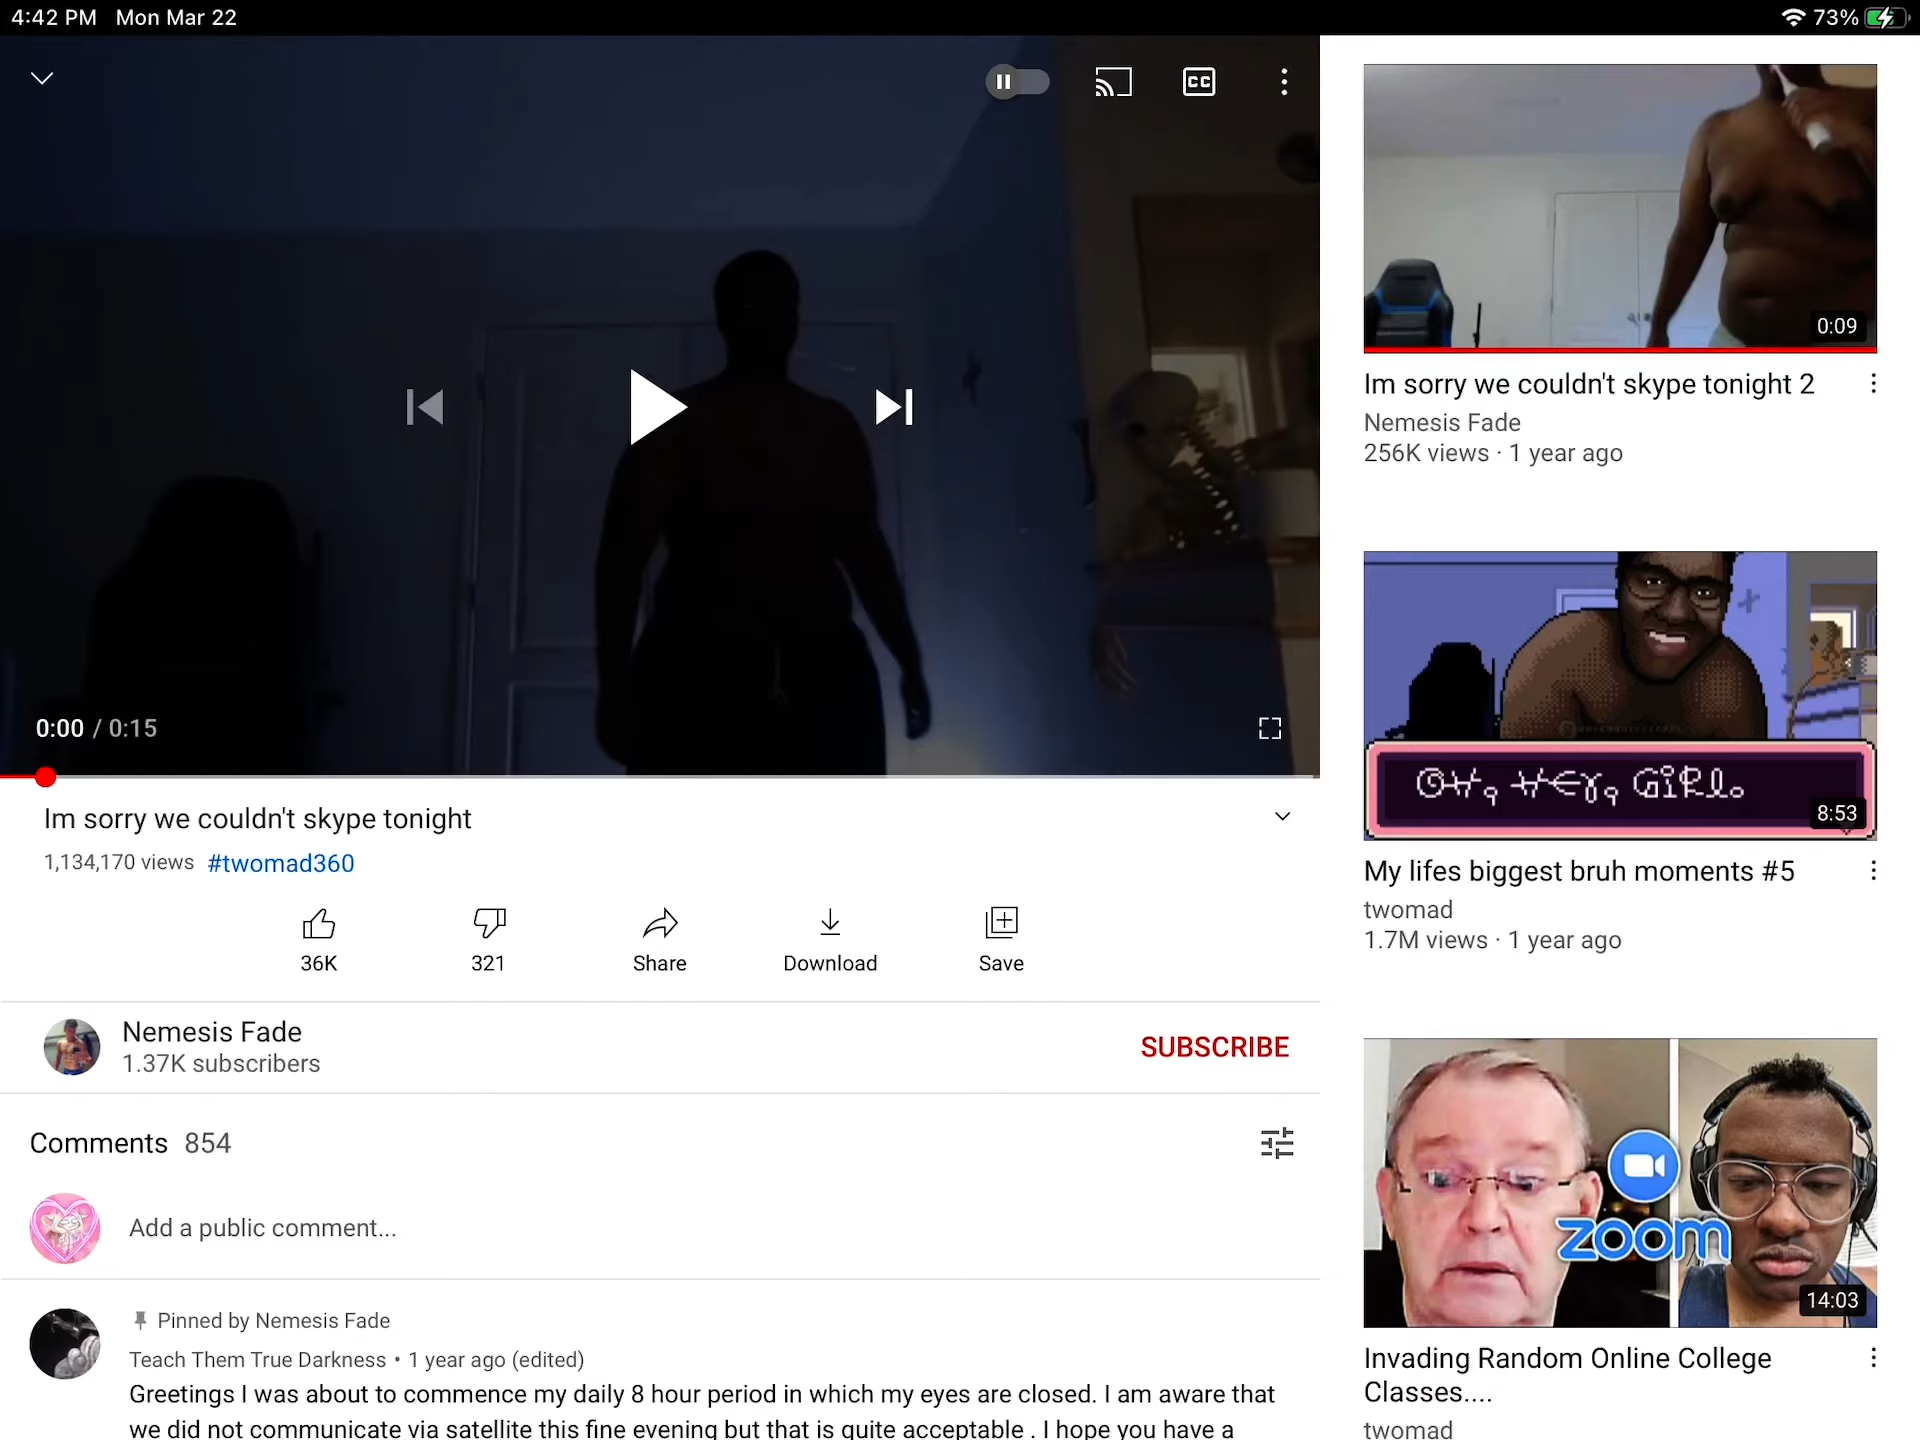 4:42 PM Mon Mar 22
73%
CC
0:00 / 0:15
Im sorry we couldn't skype tonight
1,134,170 views #twomad360
36K
321
Share
Download
Save
Nemesis Fade
1.37K subscribers
SUBSCRIBE
Comments 854
Add a public comment...
Pinned by Nemesis Fade
Teach Them True Darkness • 1 year ago (edited)
Greetings I was about to commence my daily 8 hour period in which my eyes are closed. I am aware that
we did not communicate via satellite this fine evening but that is quite acceptable . I hope you have a
0:09
Im sorry we couldn't skype tonight 2
Nemesis Fade
256K views · 1 year ago
OH, HEY, GiRl.
8:53
My lifes biggest bruh moments #5
twomad
1.7M views · 1 year ago
zoom
14:03
Invading Random Online College
Classes....
twomad